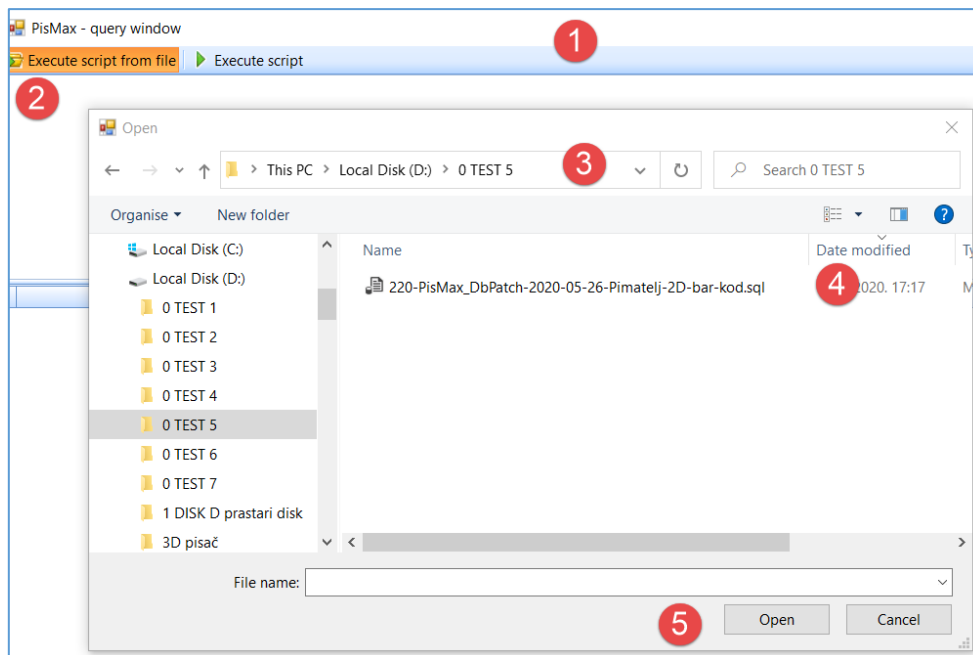 PisMax - query window
1
Execute script from file Execute script
2
Open
This PC > Local Disk (D:) > 0 TEST 5
3
Search 0 TEST 5
Organise New folder
?
Local Disk (C:)
Name Date modified
Local Disk (D:)
220-PisMax_DbPatch-2020-05-26-Pimatelj-2D-bar-kod.sql 2020. 17:17
4
0 TEST 1
0 TEST 2
0 TEST 3
0 TEST 4
0 TEST 5
0 TEST 6
0 TEST 7
1 DISK D prastari disk
3D pisač
File name:
5
Open Cancel